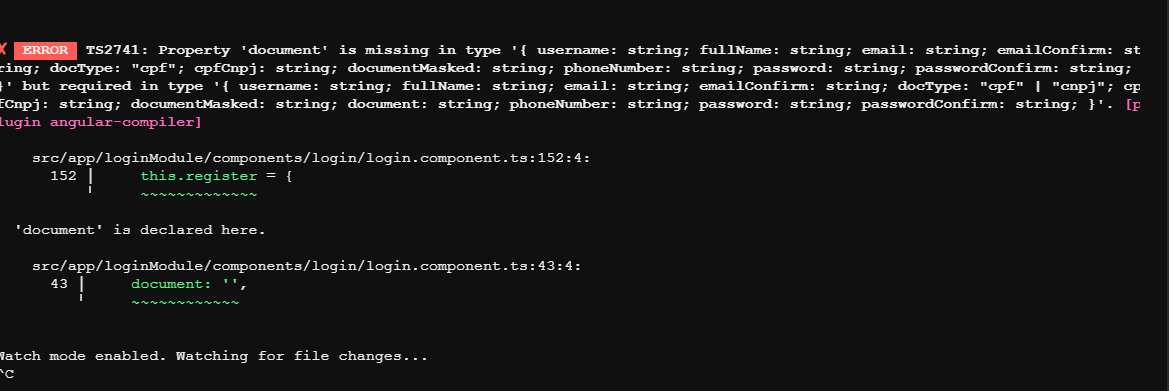 ✗ ERROR TS2741: Property 'document' is missing in type '{ username: string; fullName: string; email: string; emailConfirm: st
ring; docType: "cpf"; cpfCnpj: string; documentMasked: string; phoneNumber: string; password: string; passwordConfirm: string;
}' but required in type '{ username: string; fullName: string; email: string; emailConfirm: string; docType: "cpf" | "cnpj"; cp
fCnpj: string; documentMasked: string; document: string; phoneNumber: string; password: string; passwordConfirm: string; }'. [p
lugin angular-compiler]
src/app/loginModule/components/login/login.component.ts:152:4:
152 │ this.register = {
╵ ~~~~~~~~~~~~~
'document' is declared here.
src/app/loginModule/components/login/login.component.ts:43:4:
43 │ document: '',
╵ ~~~~~~~~~~~~
Watch mode enabled. Watching for file changes...
^C